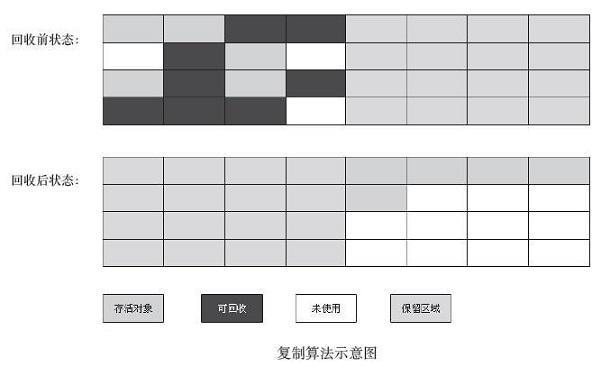 回收前状态：
回收后状态：
存活对象
可回收
未使用
保留区域
复制算法示意图